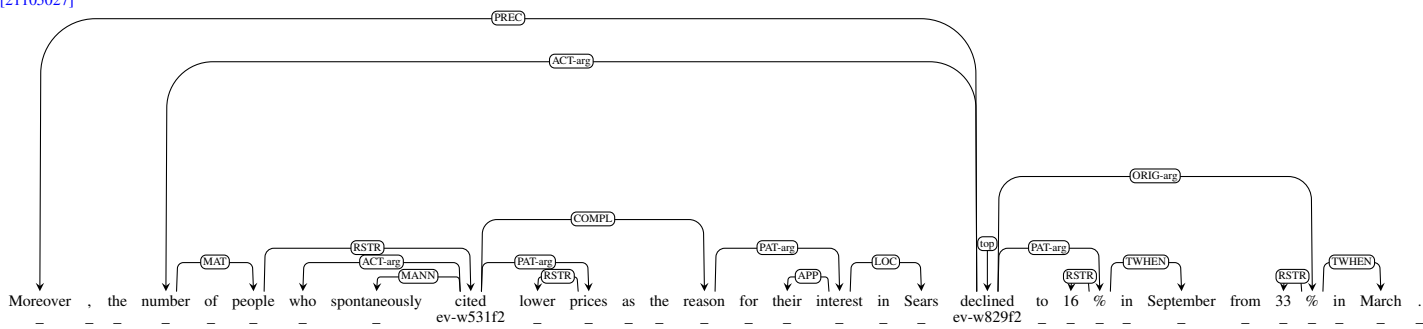 [21103027]
PREC
ACT-arg
ORIG-arg
COMPL
RSTR PAT-arg top PAT-arg
MAT ACT-arg PAT-arg LOC TWHEN TWHEN
MANN RSTR APP RSTR RSTR
Moreover , the number of people who spontaneously cited lower prices as the reason for their interest in Sears declined to 16 % in September from 33 % in March .
_ _ _ _ _ _ _ _ ev-w531f2 _ _ _ _ _ _ _ _ _ _ ev-w829f2 _ _ _ _ _ _ _ _ _ _ _